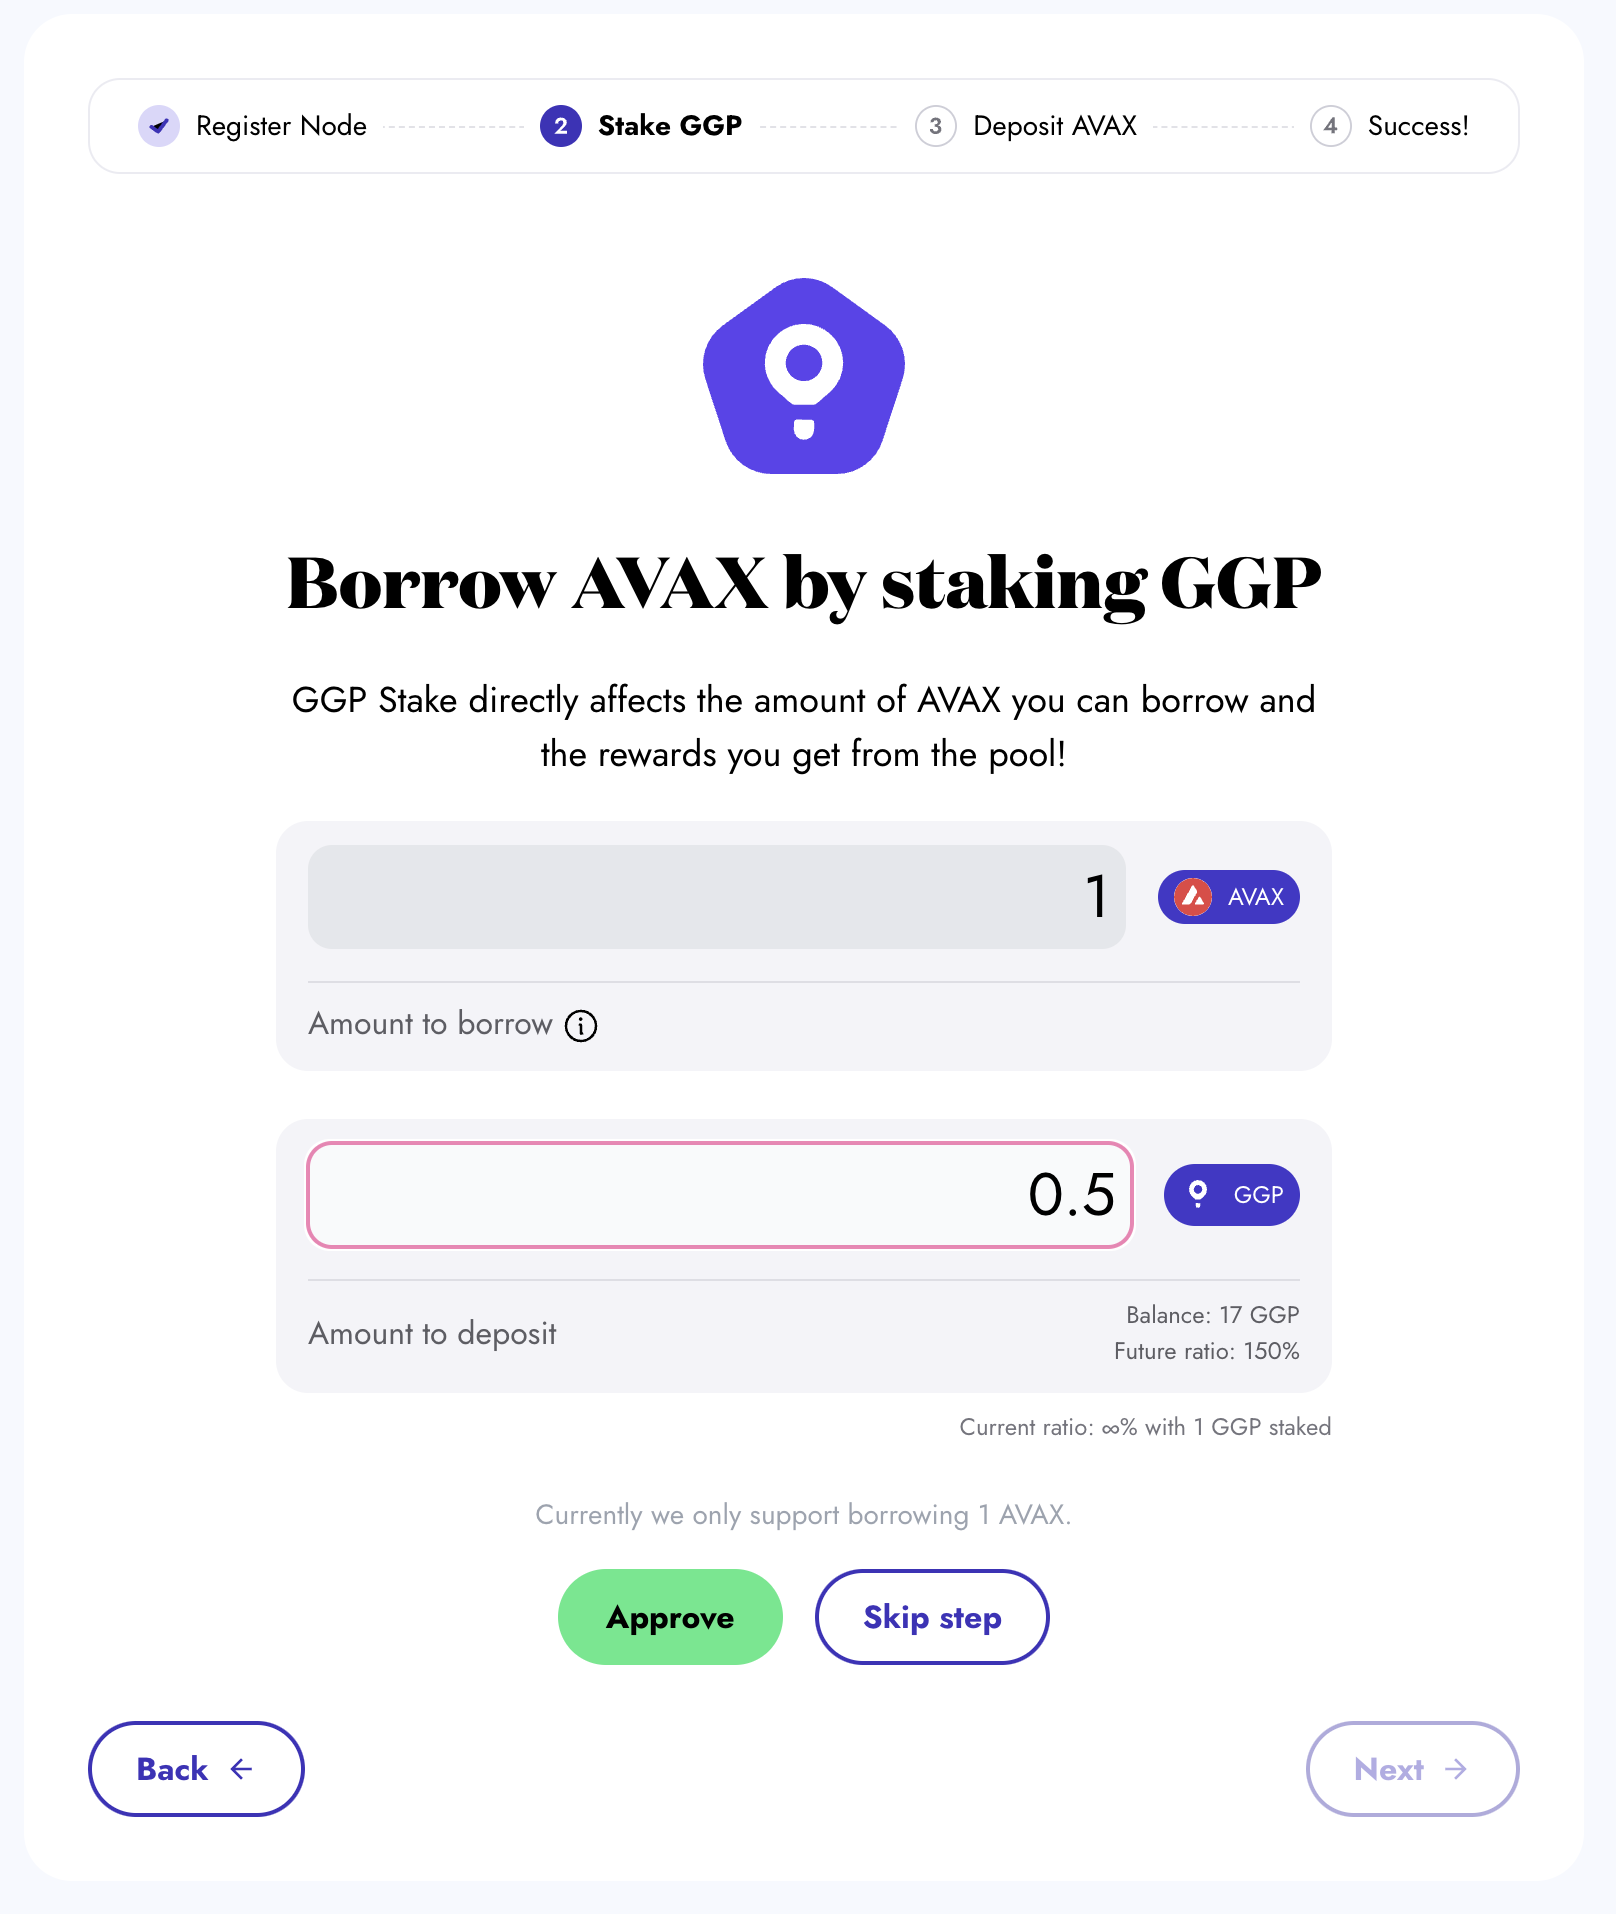 Register Node
2 Stake GGP
3 Deposit AVAX
4 Success!
Borrow AVAX by staking GGP
GGP Stake directly affects the amount of AVAX you can borrow and
the rewards you get from the pool!
1 AVAX
Amount to borrow
0.5 GGP
Amount to deposit
Balance: 17 GGP
Future ratio: 150%
Current ratio: ∞% with 1 GGP staked
Currently we only support borrowing 1 AVAX.
Approve
Skip step
Back ←
Next →